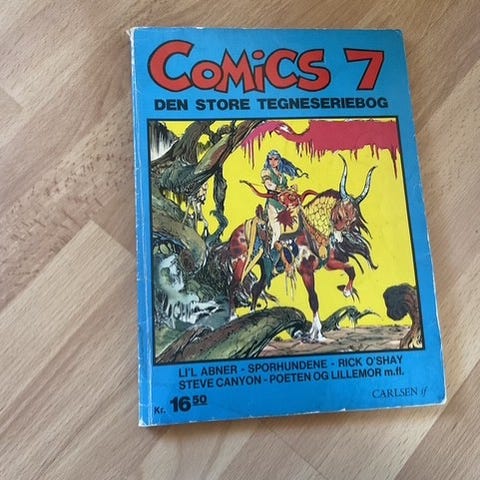 COMICS 7
DEN STORE TEGNESERIEBOG
LI'L ABNER - SPORHUNDENE - RICK O'SHAY
STEVE CANYON - POETEN OG LILLEMOR m.fl.
Kr. 16 50
CARLSEN if